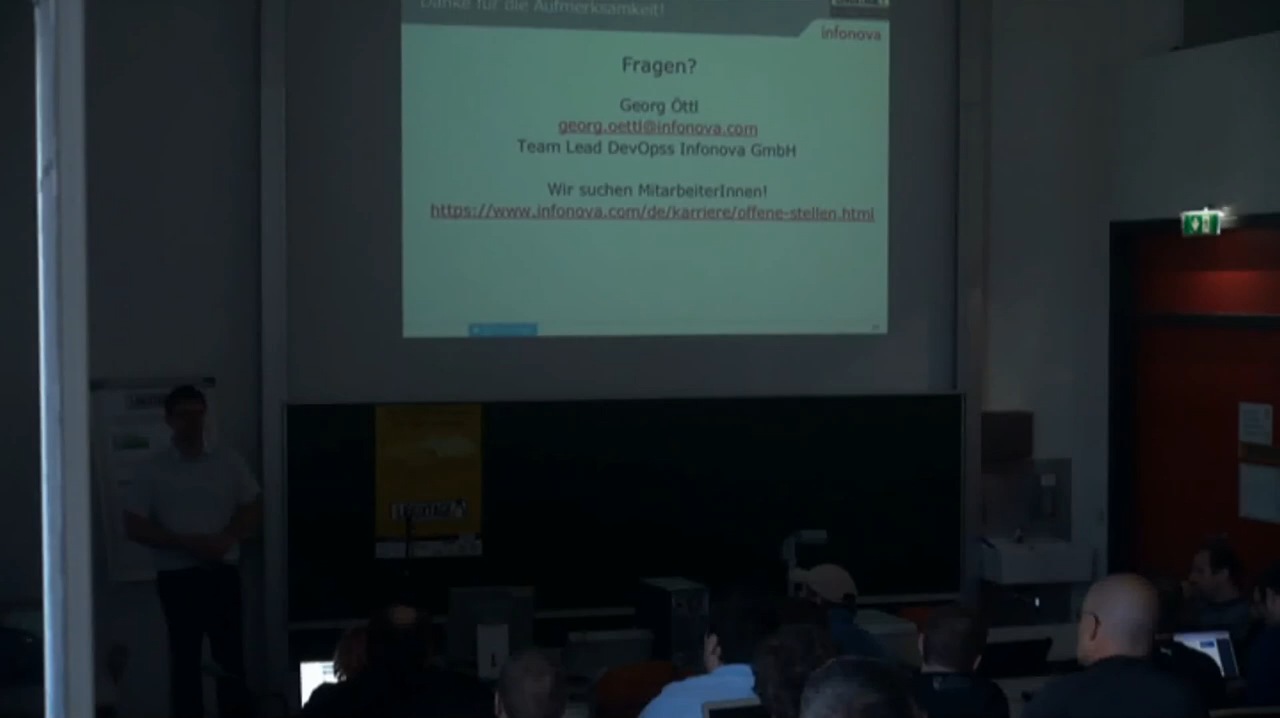 Danke für die Aufmerksamkeit!
infonova
Fragen?
Georg Öttl
georg.oettl@infonova.com
Team Lead DevOpss Infonova GmbH
Wir suchen MitarbeiterInnen!
https://www.infonova.com/de/karriere/offene-stellen.html
LINUXTAGE